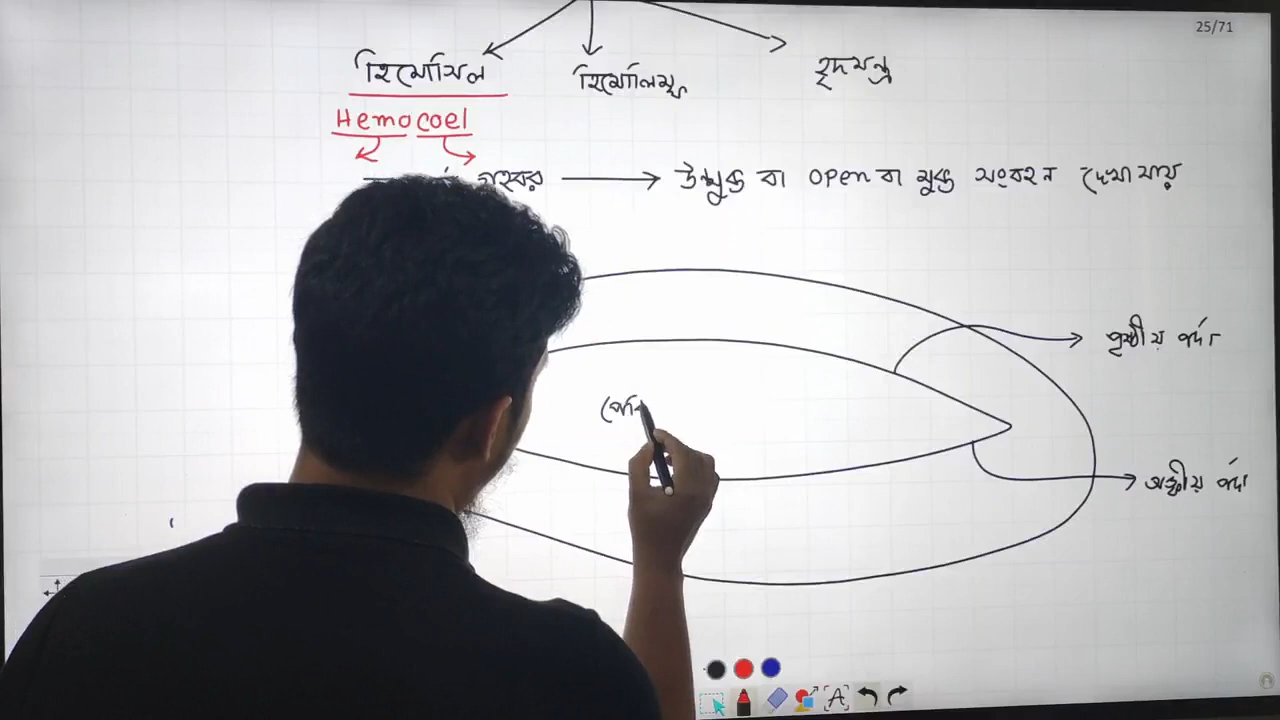 25/71
হিমোসিল
হিমোলিম্ফ
হৃদযন্ত্র
Hemocoel
গহ্বর → উন্মুক্ত বা open বা মুক্ত সংবহন দেখা যায়
পৃষ্ঠীয় পর্দা
পেরি
অঙ্কীয় পর্দা
A